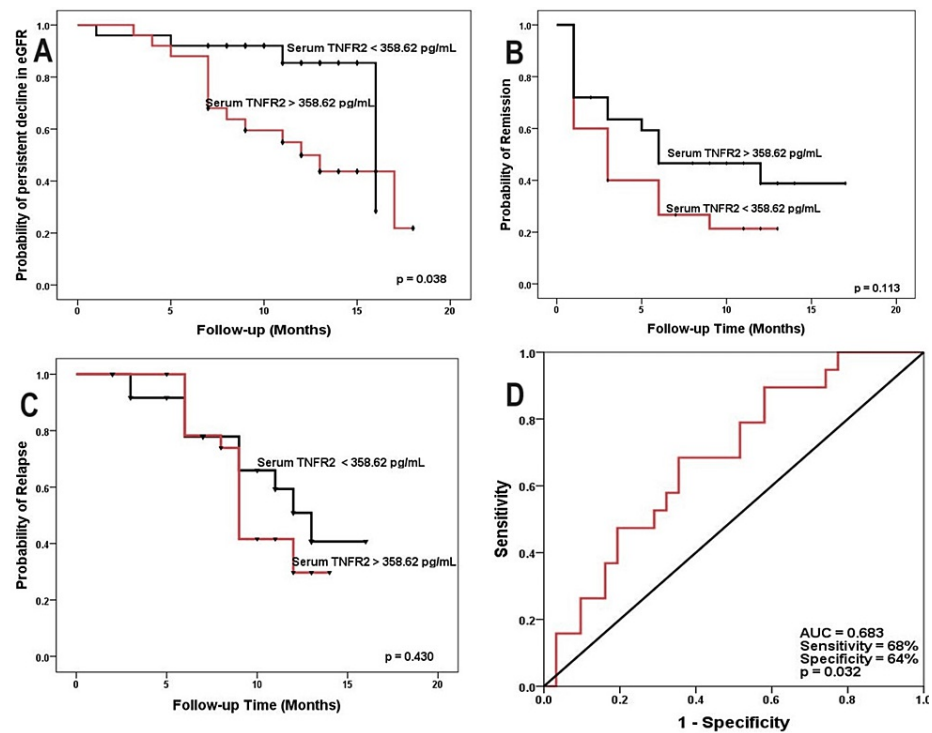 A
Probability of persistent decline in eGFR
1.0
0.8
0.6
0.4
0.2
0.0
Serum TNFR2 < 358.62 pg/mL
Serum TNFR2 > 358.62 pg/mL
p = 0.038
0 5 10 15 20
Follow-up (Months)
B
Probability of Remission
1.0
0.8
0.6
0.4
0.2
0.0
Serum TNFR2 > 358.62 pg/mL
Serum TNFR2 < 358.62 pg/mL
p = 0.113
0 5 10 15 20
Follow-up Time (Months)
C
Probability of Relapse
1.0
0.8
0.6
0.4
0.2
0.0
Serum TNFR2 < 358.62 pg/mL
Serum TNFR2 > 358.62 pg/mL
p = 0.430
0 5 10 15 20
Follow-up Time (Months)
D
Sensitivity
1.0
0.8
0.6
0.4
0.2
0.0
AUC = 0.683
Sensitivity = 68%
Specificity = 64%
p = 0.032
0.0 0.2 0.4 0.6 0.8 1.0
1 - Specificity